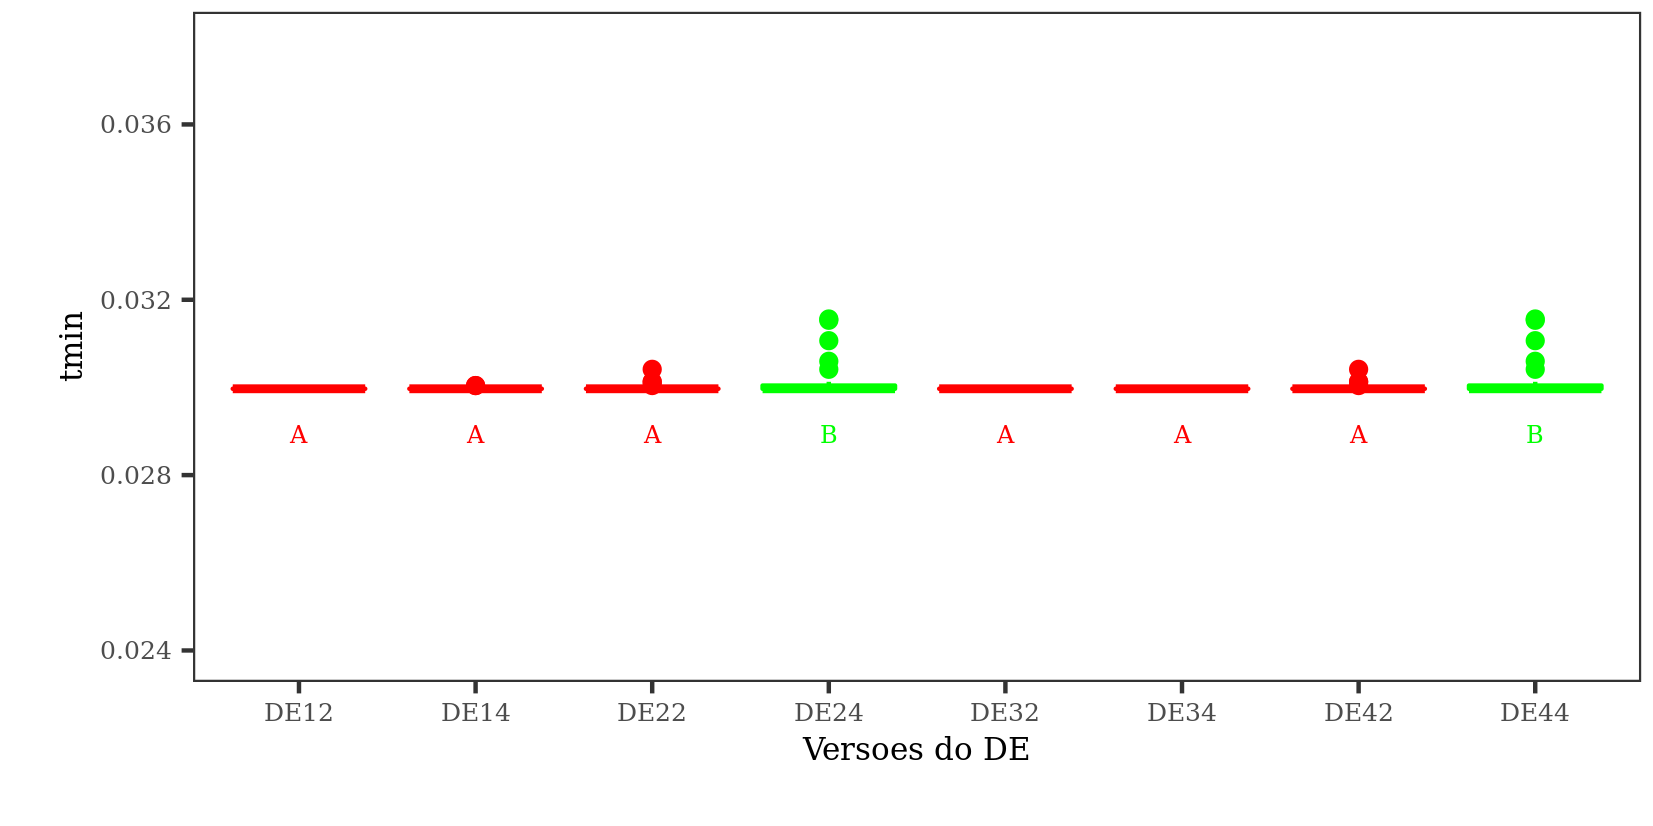 0.036
0.032
0.028
0.024
tmin
A A A B A A A B
DE12 DE14 DE22 DE24 DE32 DE34 DE42 DE44
Versoes do DE